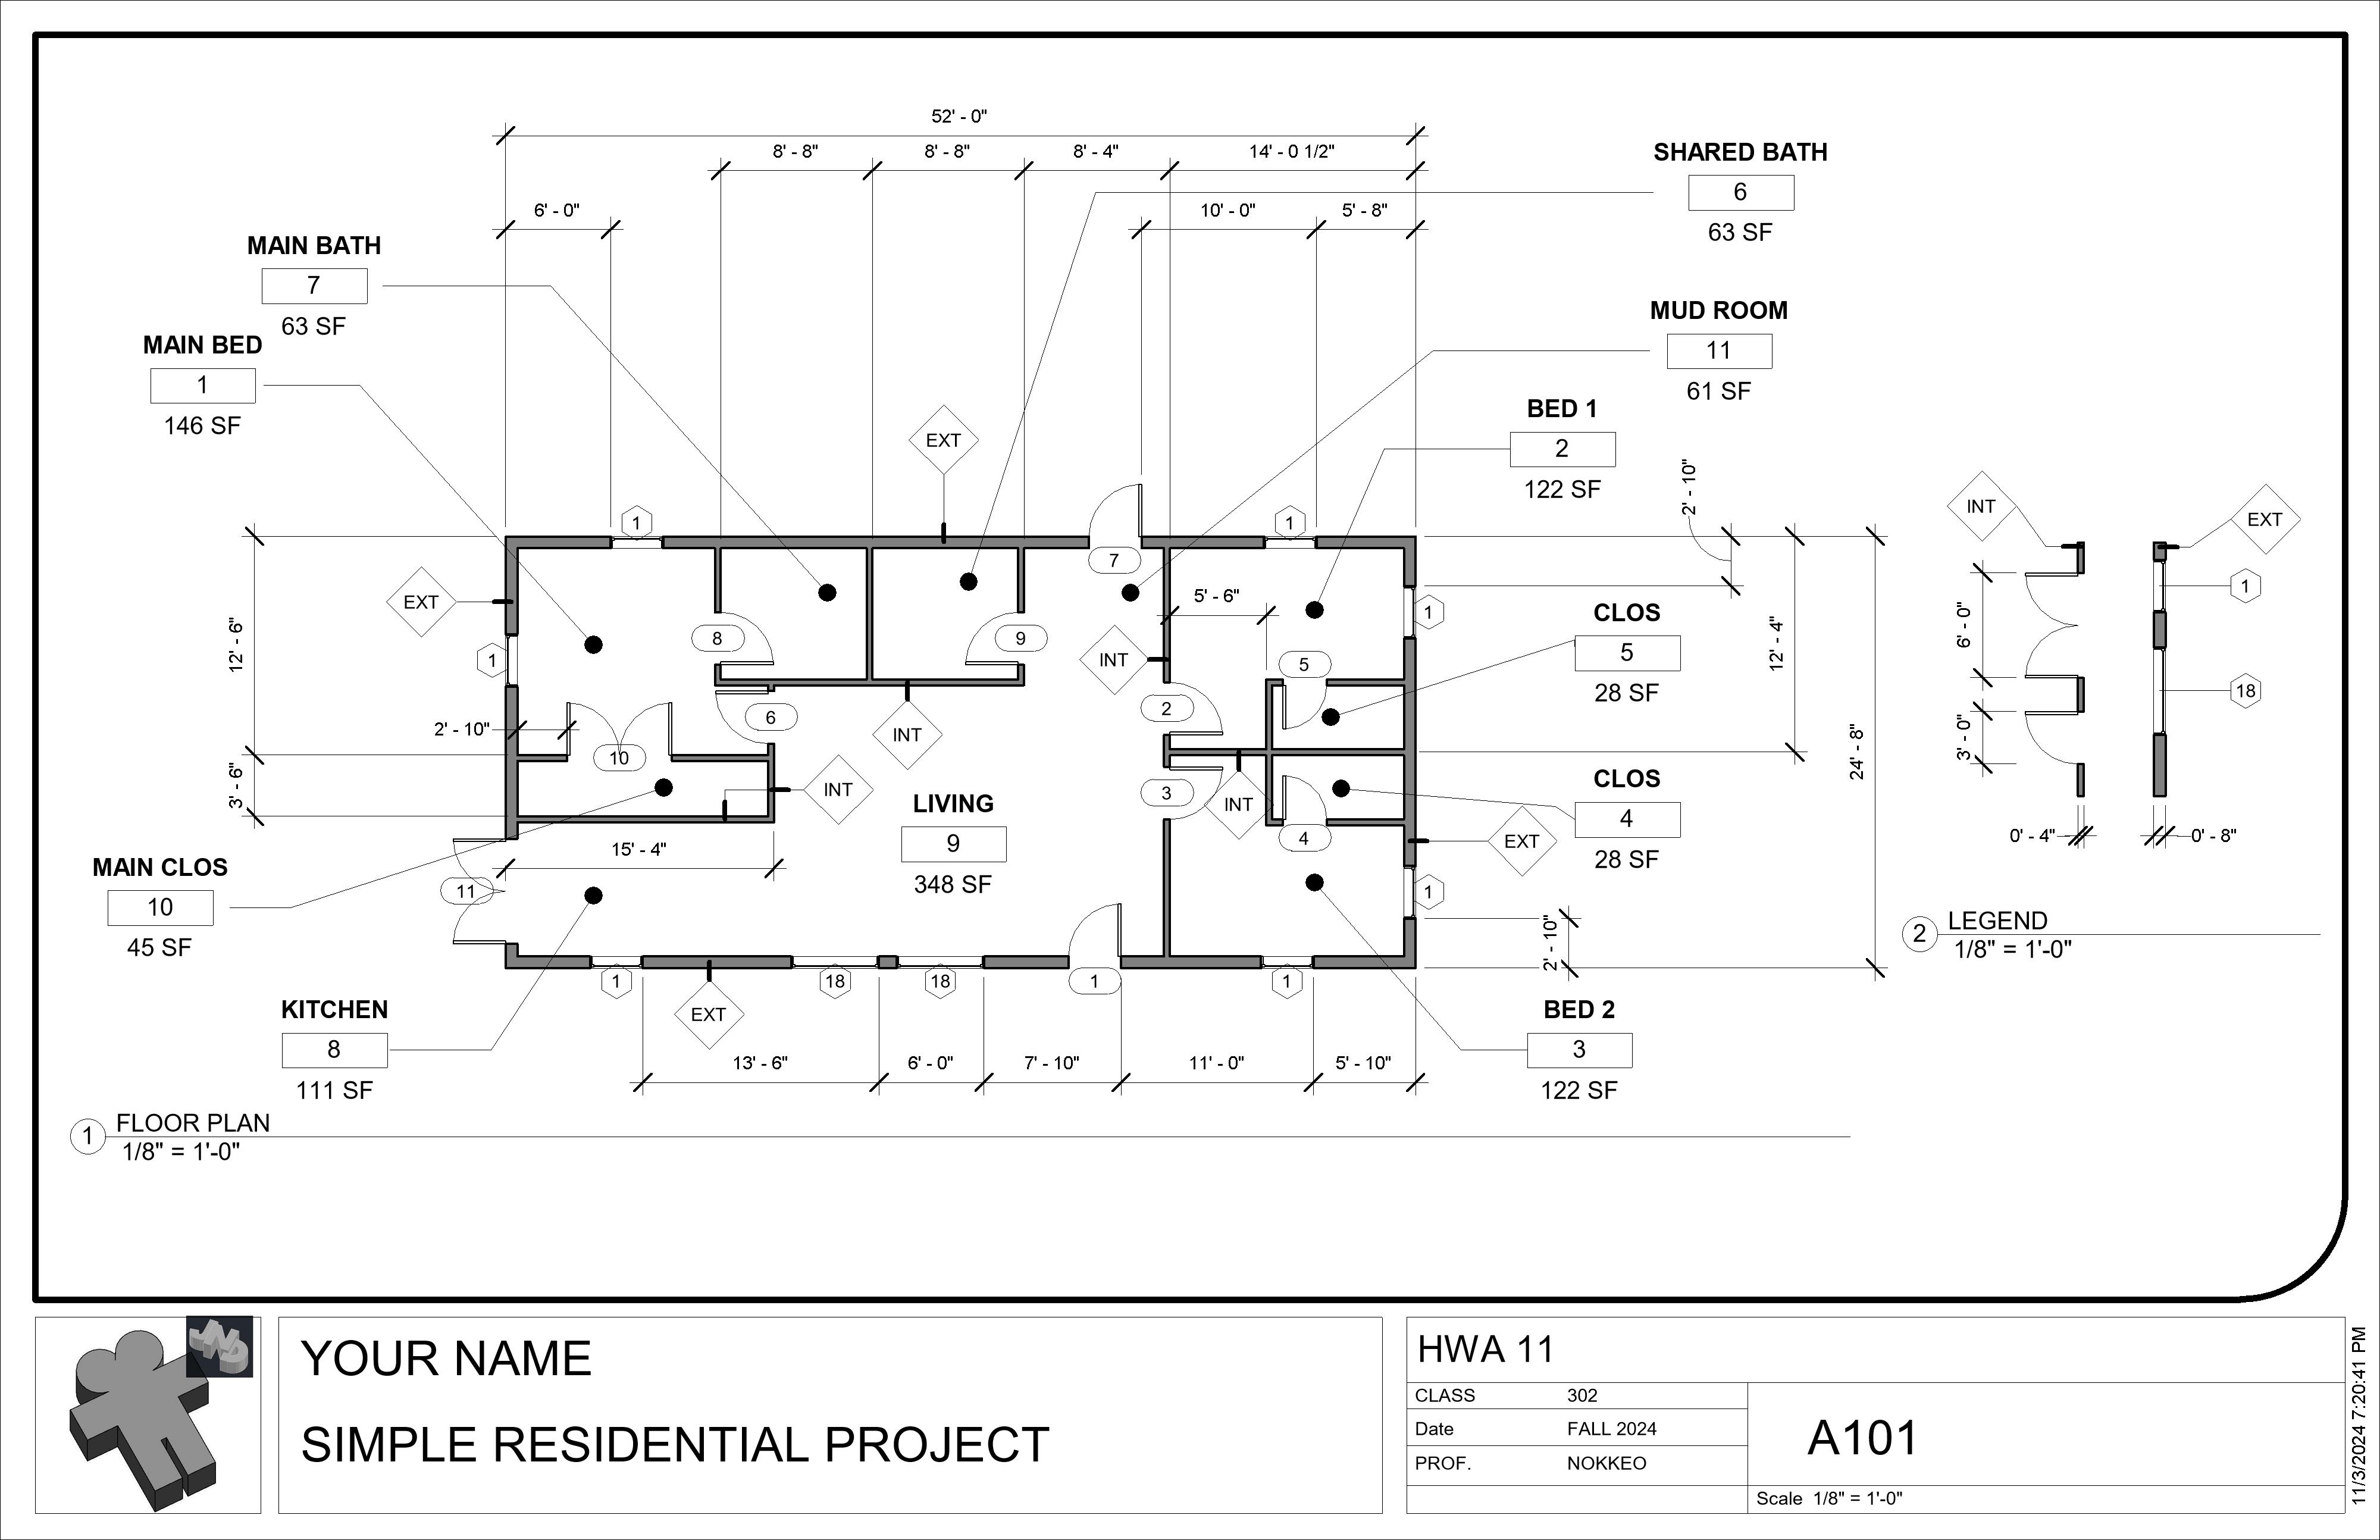 52' - 0"
8' - 8"
8' - 8"
8' - 4"
14' - 0 1/2"
6' - 0"
10' - 0"
5' - 8"
SHARED BATH
6
63 SF
MAIN BATH
7
63 SF
MUD ROOM
11
61 SF
MAIN BED
1
146 SF
BED 1
2
122 SF
EXT
2' - 10"
INT
EXT
1
1
7
EXT
5' - 6"
CLOS
5
28 SF
1
1
12' - 6"
8
9
INT
5
1
12' - 4"
6' - 0"
18
2' - 10"
6
INT
2
10
24' - 8"
3' - 0"
3' - 6"
INT
3
INT
CLOS
4
28 SF
LIVING
9
348 SF
4
EXT
0' - 4"
0' - 8"
15' - 4"
MAIN CLOS
10
45 SF
11
1
2' - 10"
2
LEGEND
1/8" = 1'-0"
1
18
18
1
1
EXT
KITCHEN
8
111 SF
BED 2
3
122 SF
13' - 6"
6' - 0"
7' - 10"
11' - 0"
5' - 10"
1
FLOOR PLAN
1/8" = 1'-0"
JND
YOUR NAME
SIMPLE RESIDENTIAL PROJECT
HWA 11
CLASS 302
Date FALL 2024
PROF. NOKKEO
A101
Scale 1/8" = 1'-0"
11/3/2024 7:20:41 PM